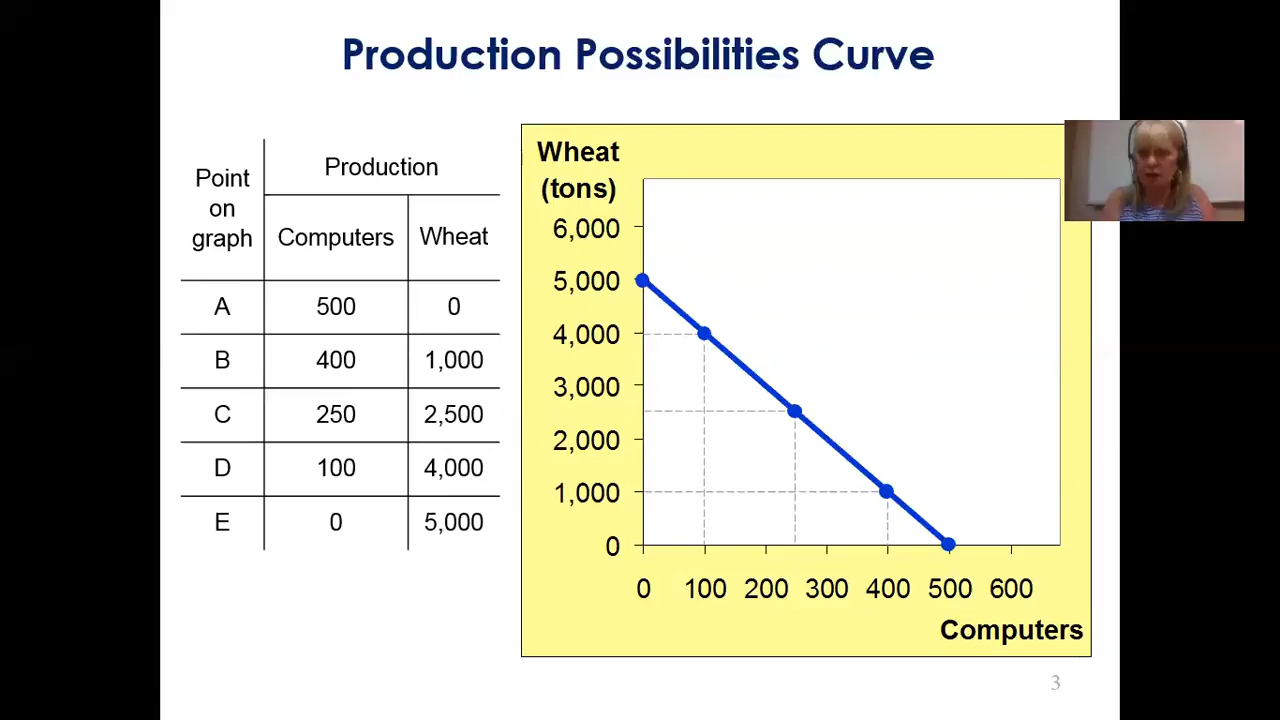 Production Possibilities Curve
Point
on
graph
Production
Computers Wheat
A 500 0
B 400 1,000
C 250 2,500
D 100 4,000
E 0 5,000
Wheat
(tons)
6,000
5,000
4,000
3,000
2,000
1,000
0
0 100 200 300 400 500 600
Computers
3